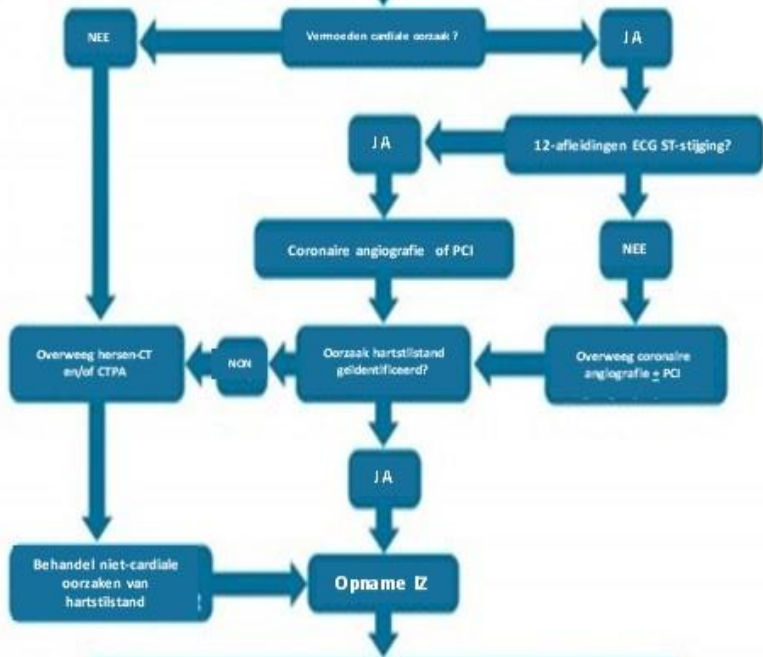 NEE
Vermoeden cardiale oorzaak ?
JA
JA
12-afleidingen ECG ST-stijging?
Coronaire angiografie of PCI
NEE
Overweeg hersen-CT
en/of CTPA
NON
Oorzaak hartstilstand
geïdentificeerd?
Overweeg coronaire
angiografie ± PCI
JA
Behandel niet-cardiale
oorzaken van
hartstilstand
Opname IZ